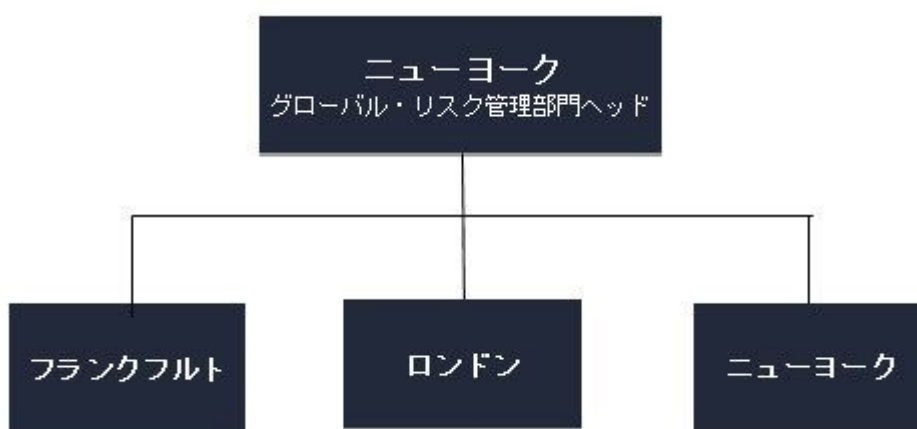 ニューヨーク
グローバル・リスク管理部門ヘッド
フランクフルト
ロンドン
ニューヨーク